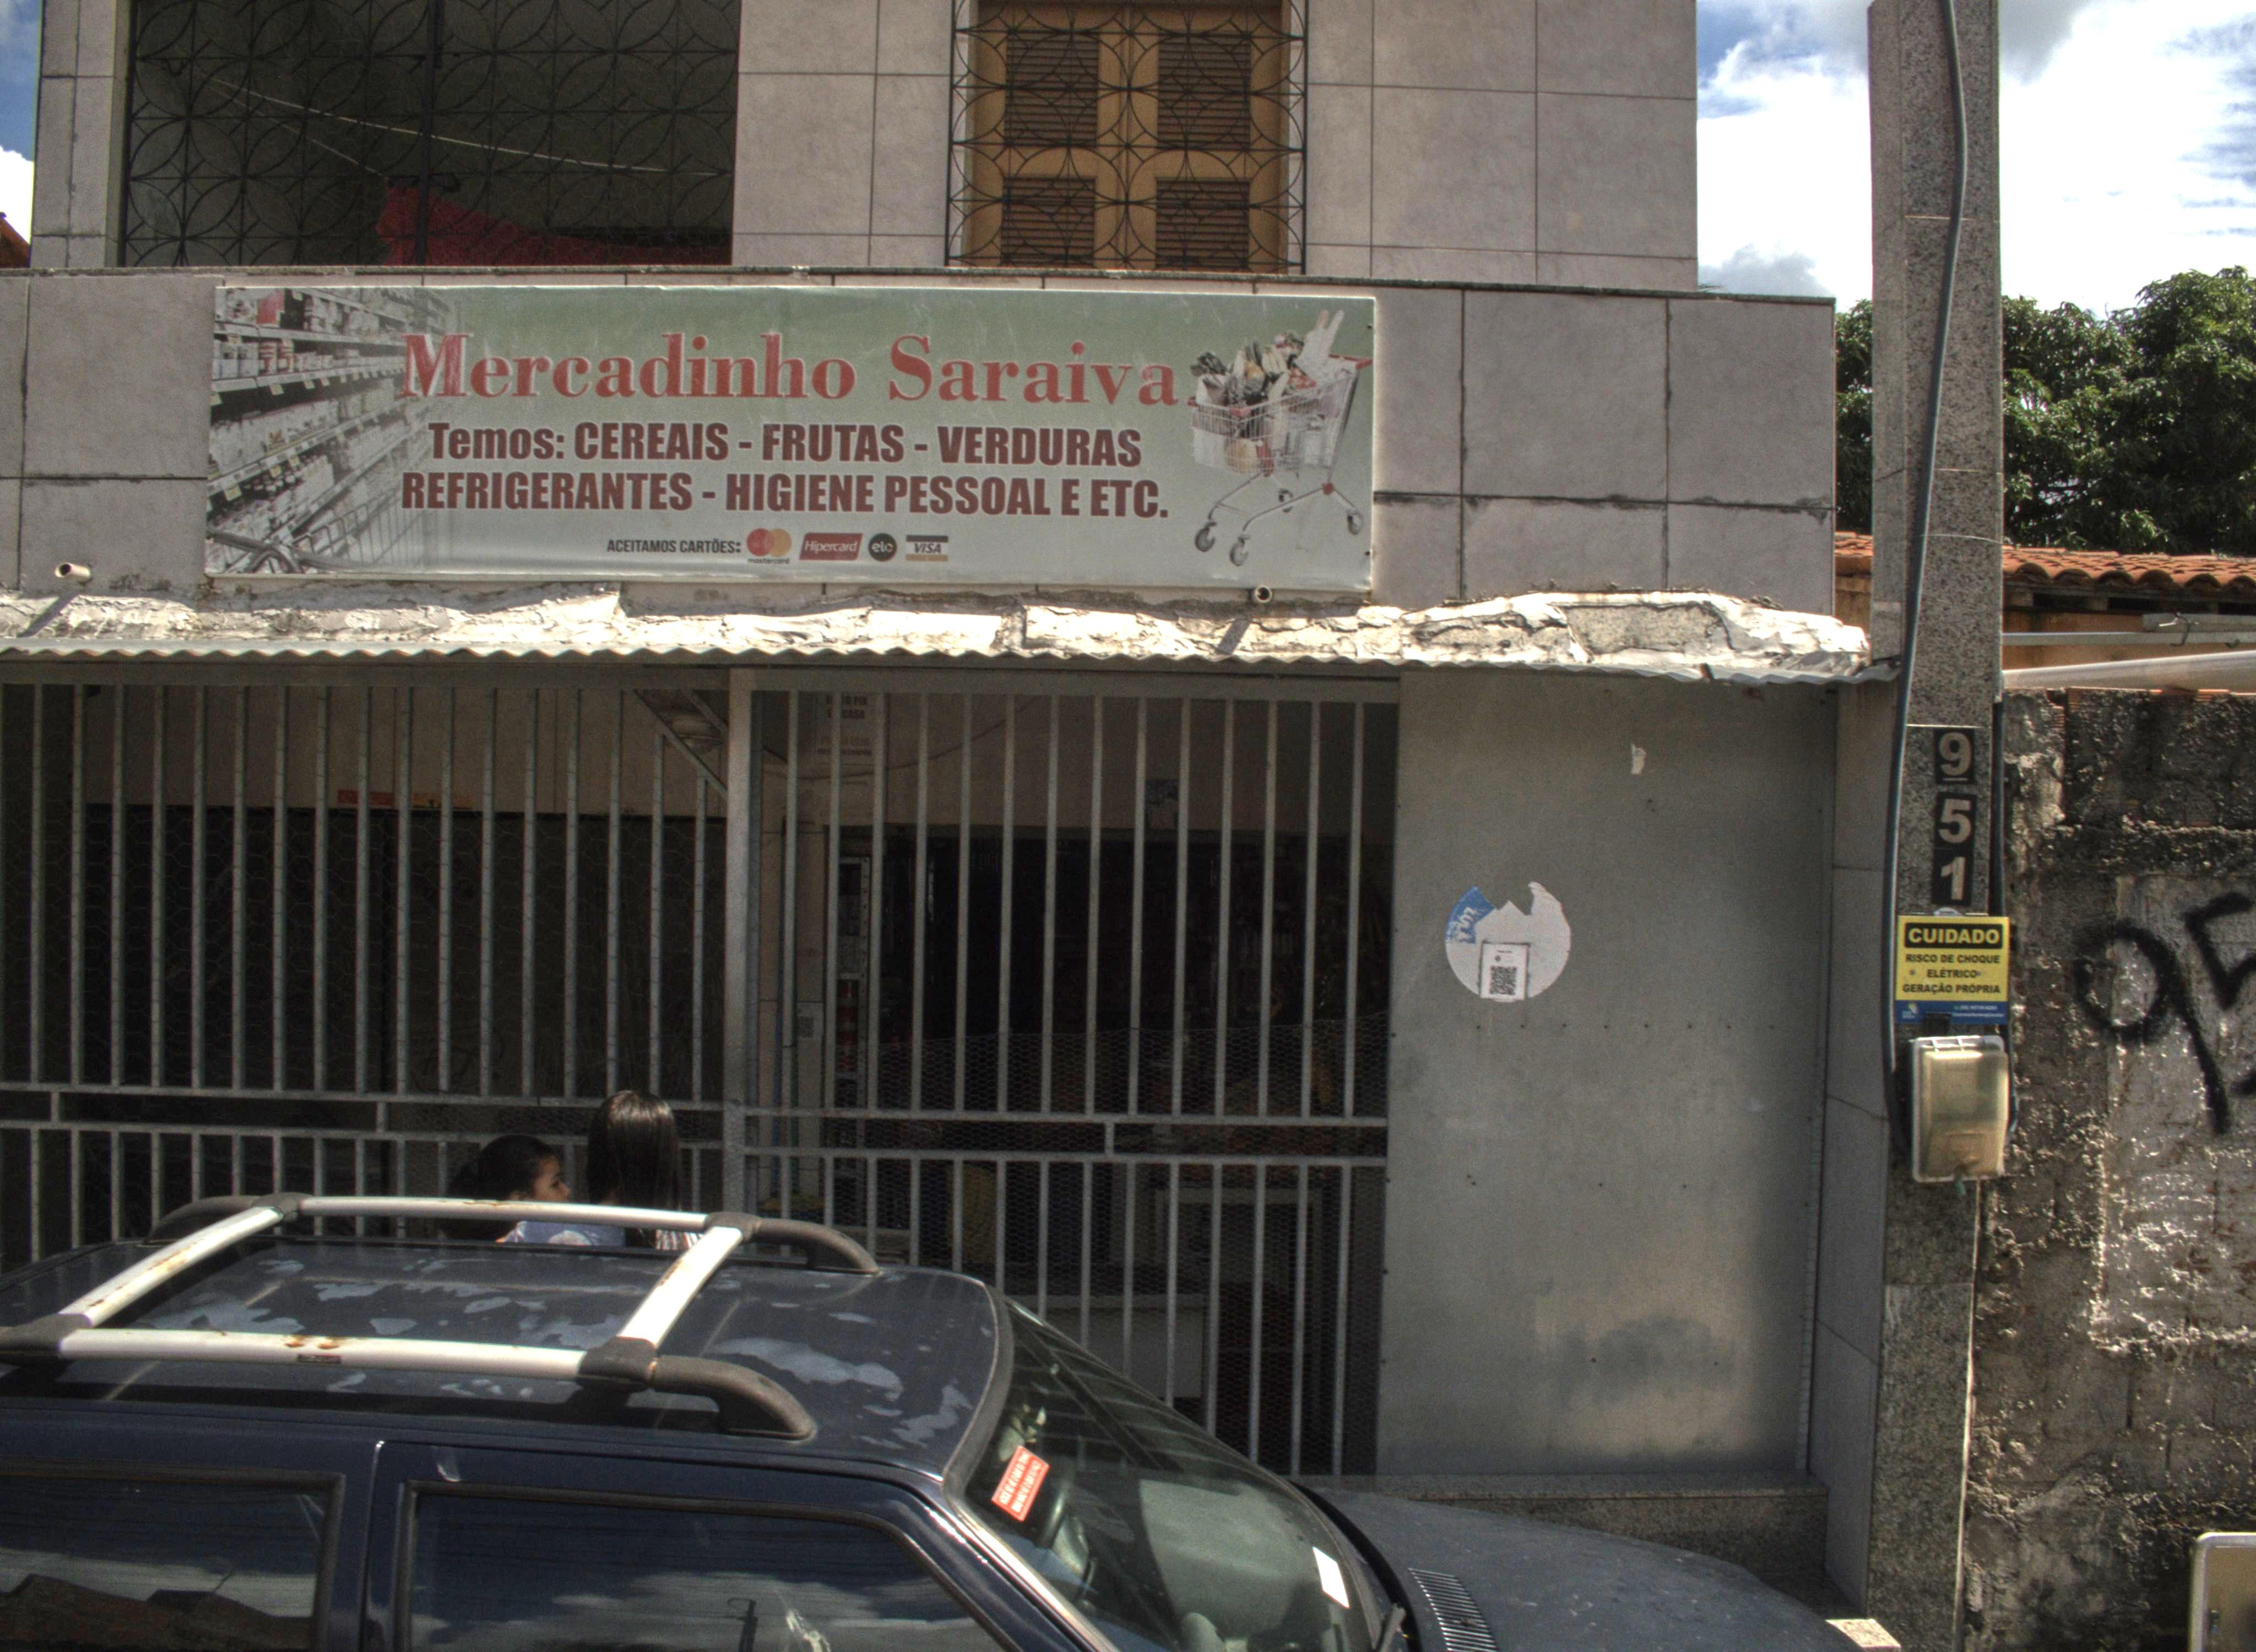 Mercadinho Saraiva
Temos: CEREAIS - FRUTAS - VERDURAS
REFRIGERANTES - HIGIENE PESSOAL E ETC.
ACEITAMOS CARTÕES: mastercard Hipercard elo VISA
9
5
1
CUIDADO
RISCO DE CHOQUE
ELÉTRICO
GERAÇÃO PRÓPRIA